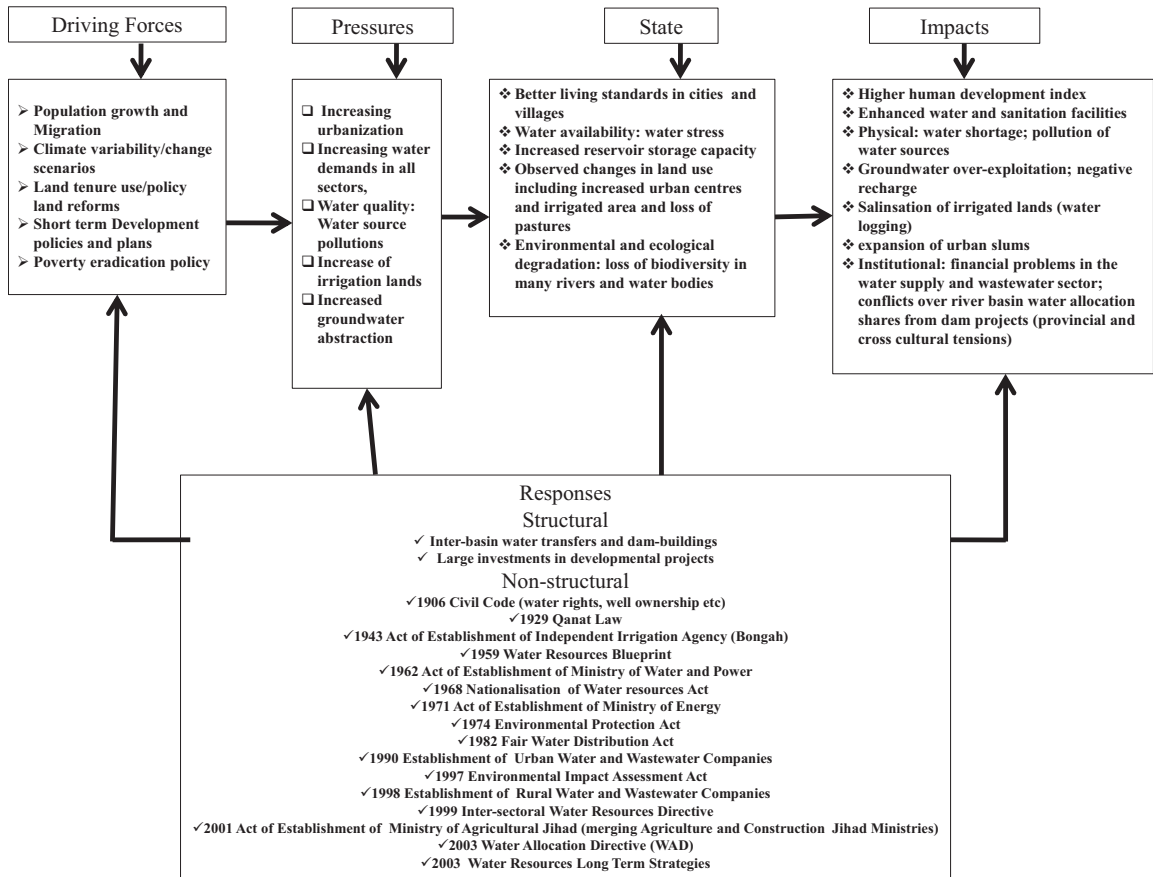 Driving Forces
Pressures
State
Impacts
➢ Population growth and
Migration
➢ Climate variability/change
scenarios
➢ Land tenure use/policy
land reforms
➢ Short term Development
policies and plans
➢ Poverty eradication policy
❑ Increasing
urbanization
❑ Increasing water
demands in all
sectors,
❑ Water quality:
Water source
pollutions
❑ Increase of
irrigation lands
❑ Increased
groundwater
abstraction
❖ Better living standards in cities and
villages
❖ Water availability: water stress
❖ Increased reservoir storage capacity
❖ Observed changes in land use
including increased urban centres
and irrigated area and loss of
pastures
❖ Environmental and ecological
degradation: loss of biodiversity in
many rivers and water bodies
❖ Higher human development index
❖ Enhanced water and sanitation facilities
❖ Physical: water shortage; pollution of
water sources
❖ Groundwater over-exploitation; negative
recharge
❖ Salinsation of irrigated lands (water
logging)
❖ expansion of urban slums
❖ Institutional: financial problems in the
water supply and wastewater sector;
conflicts over river basin water allocation
shares from dam projects (provincial and
cross cultural tensions)
Responses
Structural
✓ Inter-basin water transfers and dam-buildings
✓ Large investments in developmental projects
Non-structural
✓1906 Civil Code (water rights, well ownership etc)
✓1929 Qanat Law
✓1943 Act of Establishment of Independent Irrigation Agency (Bongah)
✓1959 Water Resources Blueprint
✓1962 Act of Establishment of Ministry of Water and Power
✓1968 Nationalisation of Water resources Act
✓1971 Act of Establishment of Ministry of Energy
✓1974 Environmental Protection Act
✓1982 Fair Water Distribution Act
✓1990 Establishment of Urban Water and Wastewater Companies
✓1997 Environmental Impact Assessment Act
✓1998 Establishment of Rural Water and Wastewater Companies
✓1999 Inter-sectoral Water Resources Directive
✓2001 Act of Establishment of Ministry of Agricultural Jihad (merging Agriculture and Construction Jihad Ministries)
✓2003 Water Allocation Directive (WAD)
✓2003 Water Resources Long Term Strategies